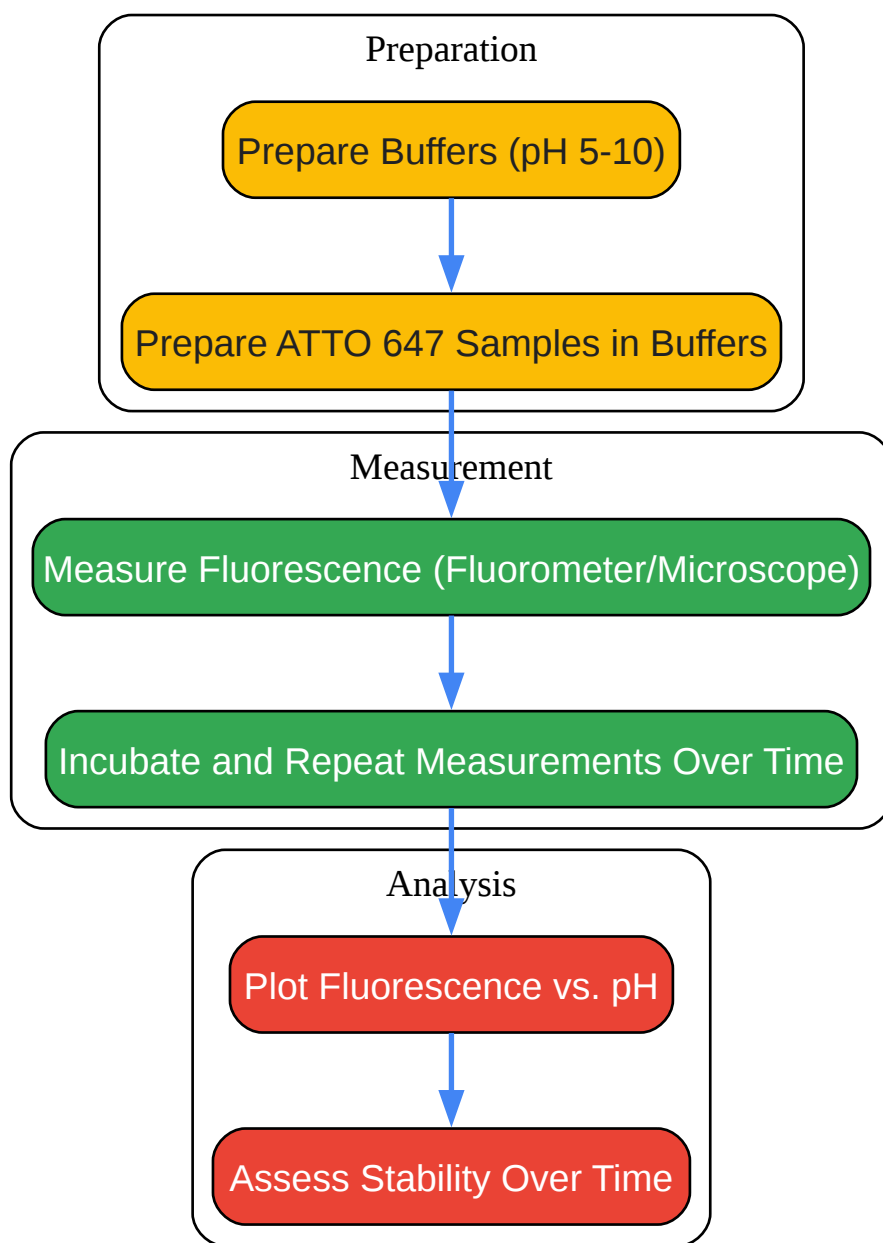 Preparation
Prepare Buffers (pH 5-10)
Prepare ATTO 647 Samples in Buffers
Measurement
Measure Fluorescence (Fluorometer/Microscope)
Incubate and Repeat Measurements Over Time
Analysis
Plot Fluorescence vs. pH
Assess Stability Over Time